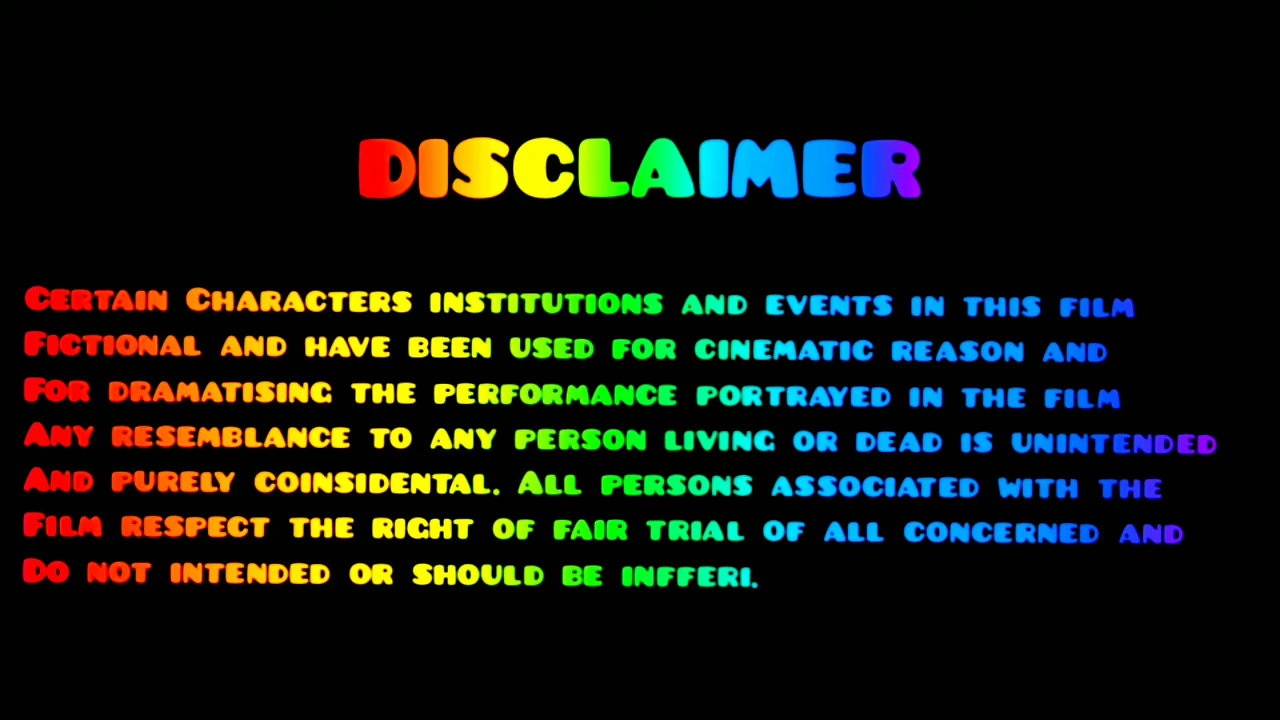 DISCLAIMER
CERTAIN CHARACTERS INSTITUTIONS AND EVENTS IN THIS FILM
FICTIONAL AND HAVE BEEN USED FOR CINEMATIC REASON AND
FOR DRAMATISING THE PERFORMANCE PORTRAYED IN THE FILM
ANY RESEMBLANCE TO ANY PERSON LIVING OR DEAD IS UNINTENDED
AND PURELY COINSIDENTAL. ALL PERSONS ASSOCIATED WITH THE
FILM RESPECT THE RIGHT OF FAIR TRIAL OF ALL CONCERNED AND
DO NOT INTENDED OR SHOULD BE INFFERI.